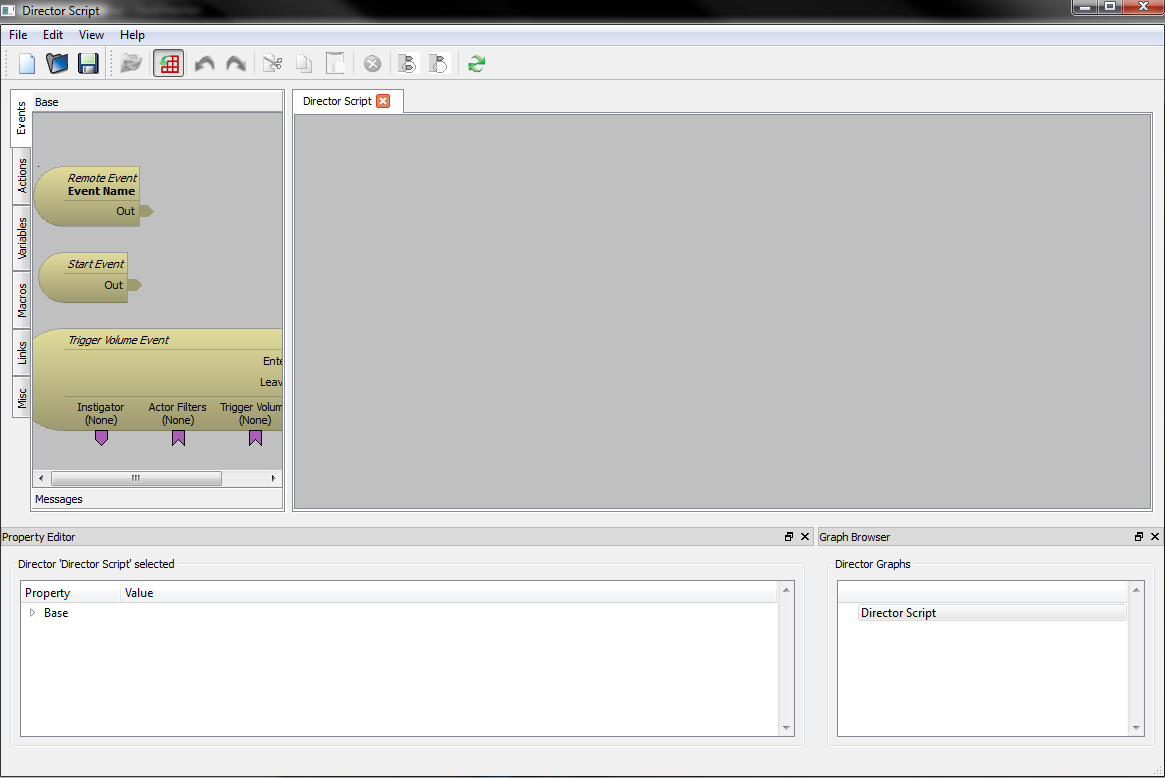 Director Script
File Edit View Help
B B
Events
Actions
Variables
Macros
Links
Misc
Base
Remote Event
Event Name
Out
Start Event
Out
Trigger Volume Event
Ente
Leav
Instigator Actor Filters Trigger Volum
(None) (None) (None)
Messages
Director Script
Property Editor
Director 'Director Script' selected
Property Value
Base
Graph Browser
Director Graphs
Director Script